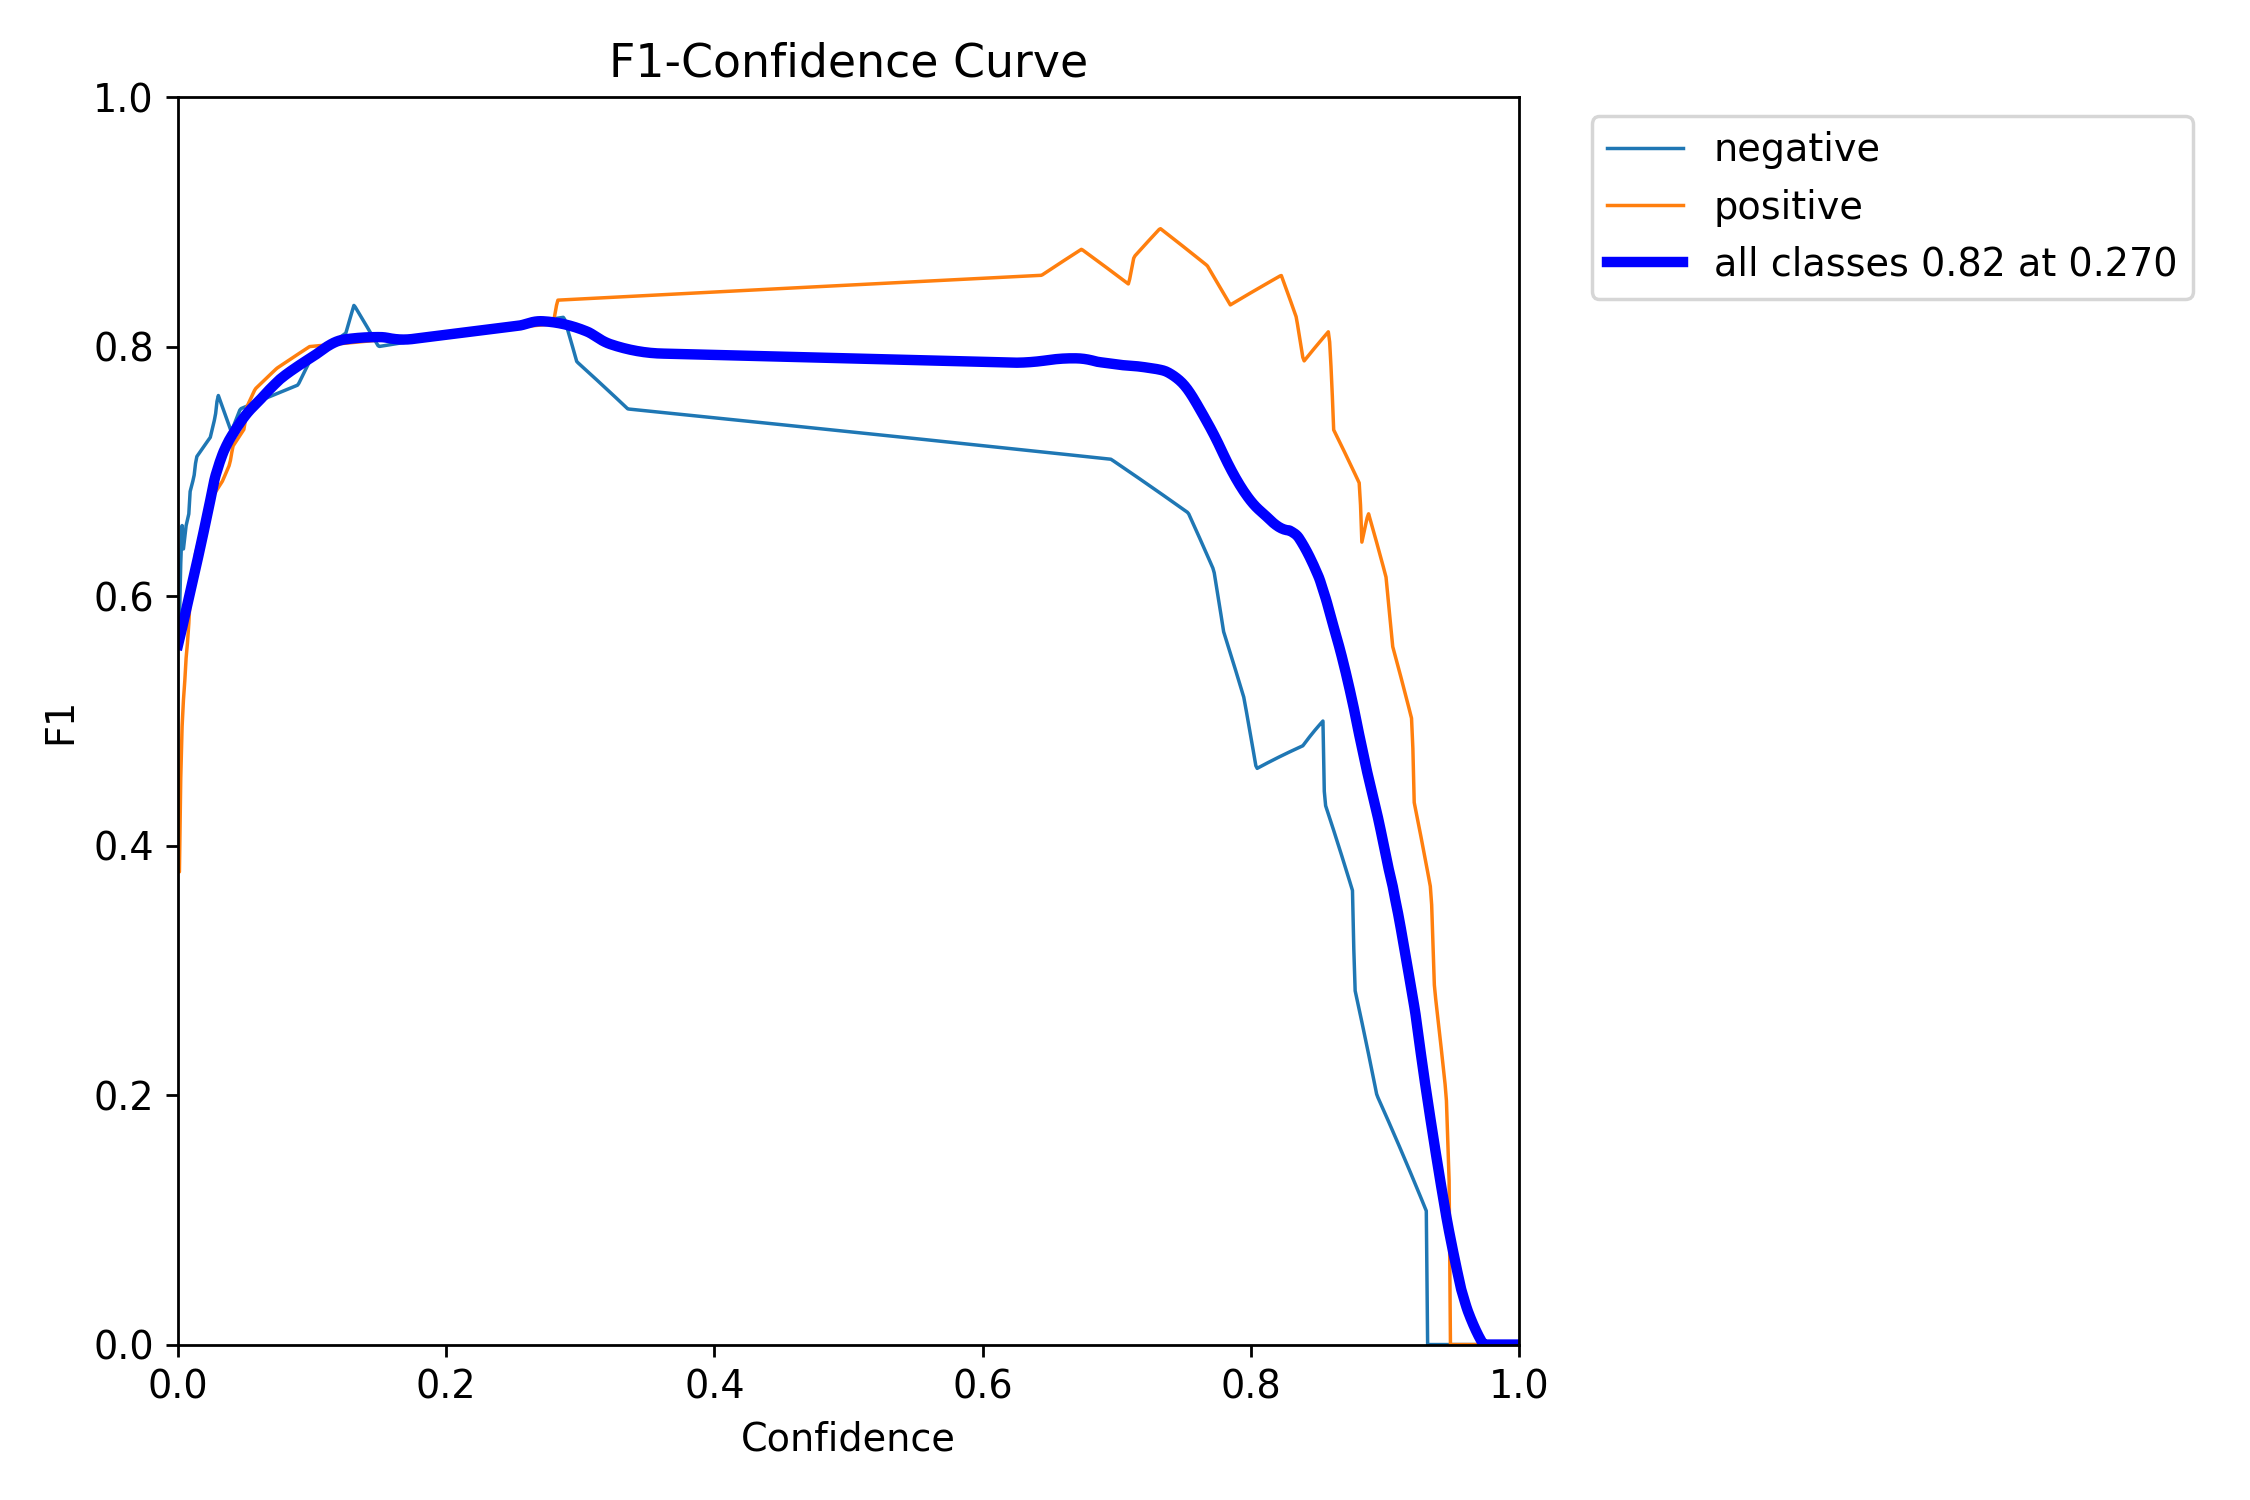 F1-Confidence Curve
1.0
0.8
0.6
0.4
0.2
0.0
F1
0.0 0.2 0.4 0.6 0.8 1.0
Confidence
negative
positive
all classes 0.82 at 0.270